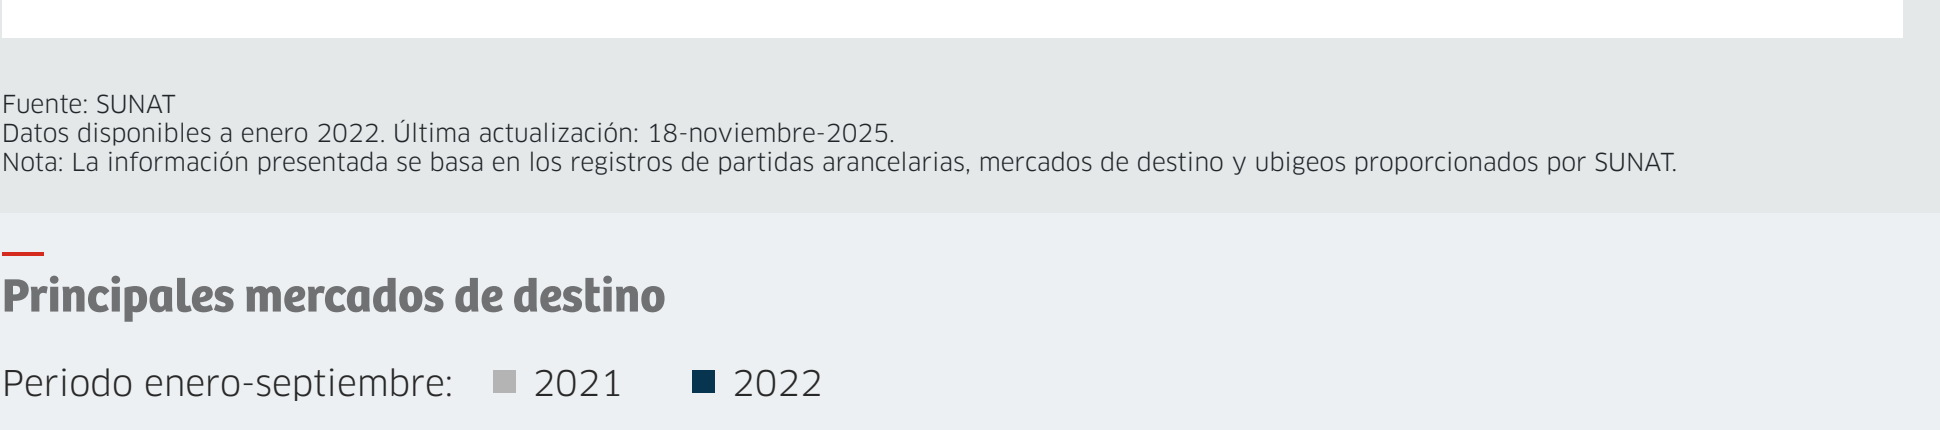 Fuente: SUNAT
Datos disponibles a enero 2022. Última actualización: 18-noviembre-2025.
Nota: La información presentada se basa en los registros de partidas arancelarias, mercados de destino y ubigeos proporcionados por SUNAT.
Principales mercados de destino
Periodo enero-septiembre: 2021 2022